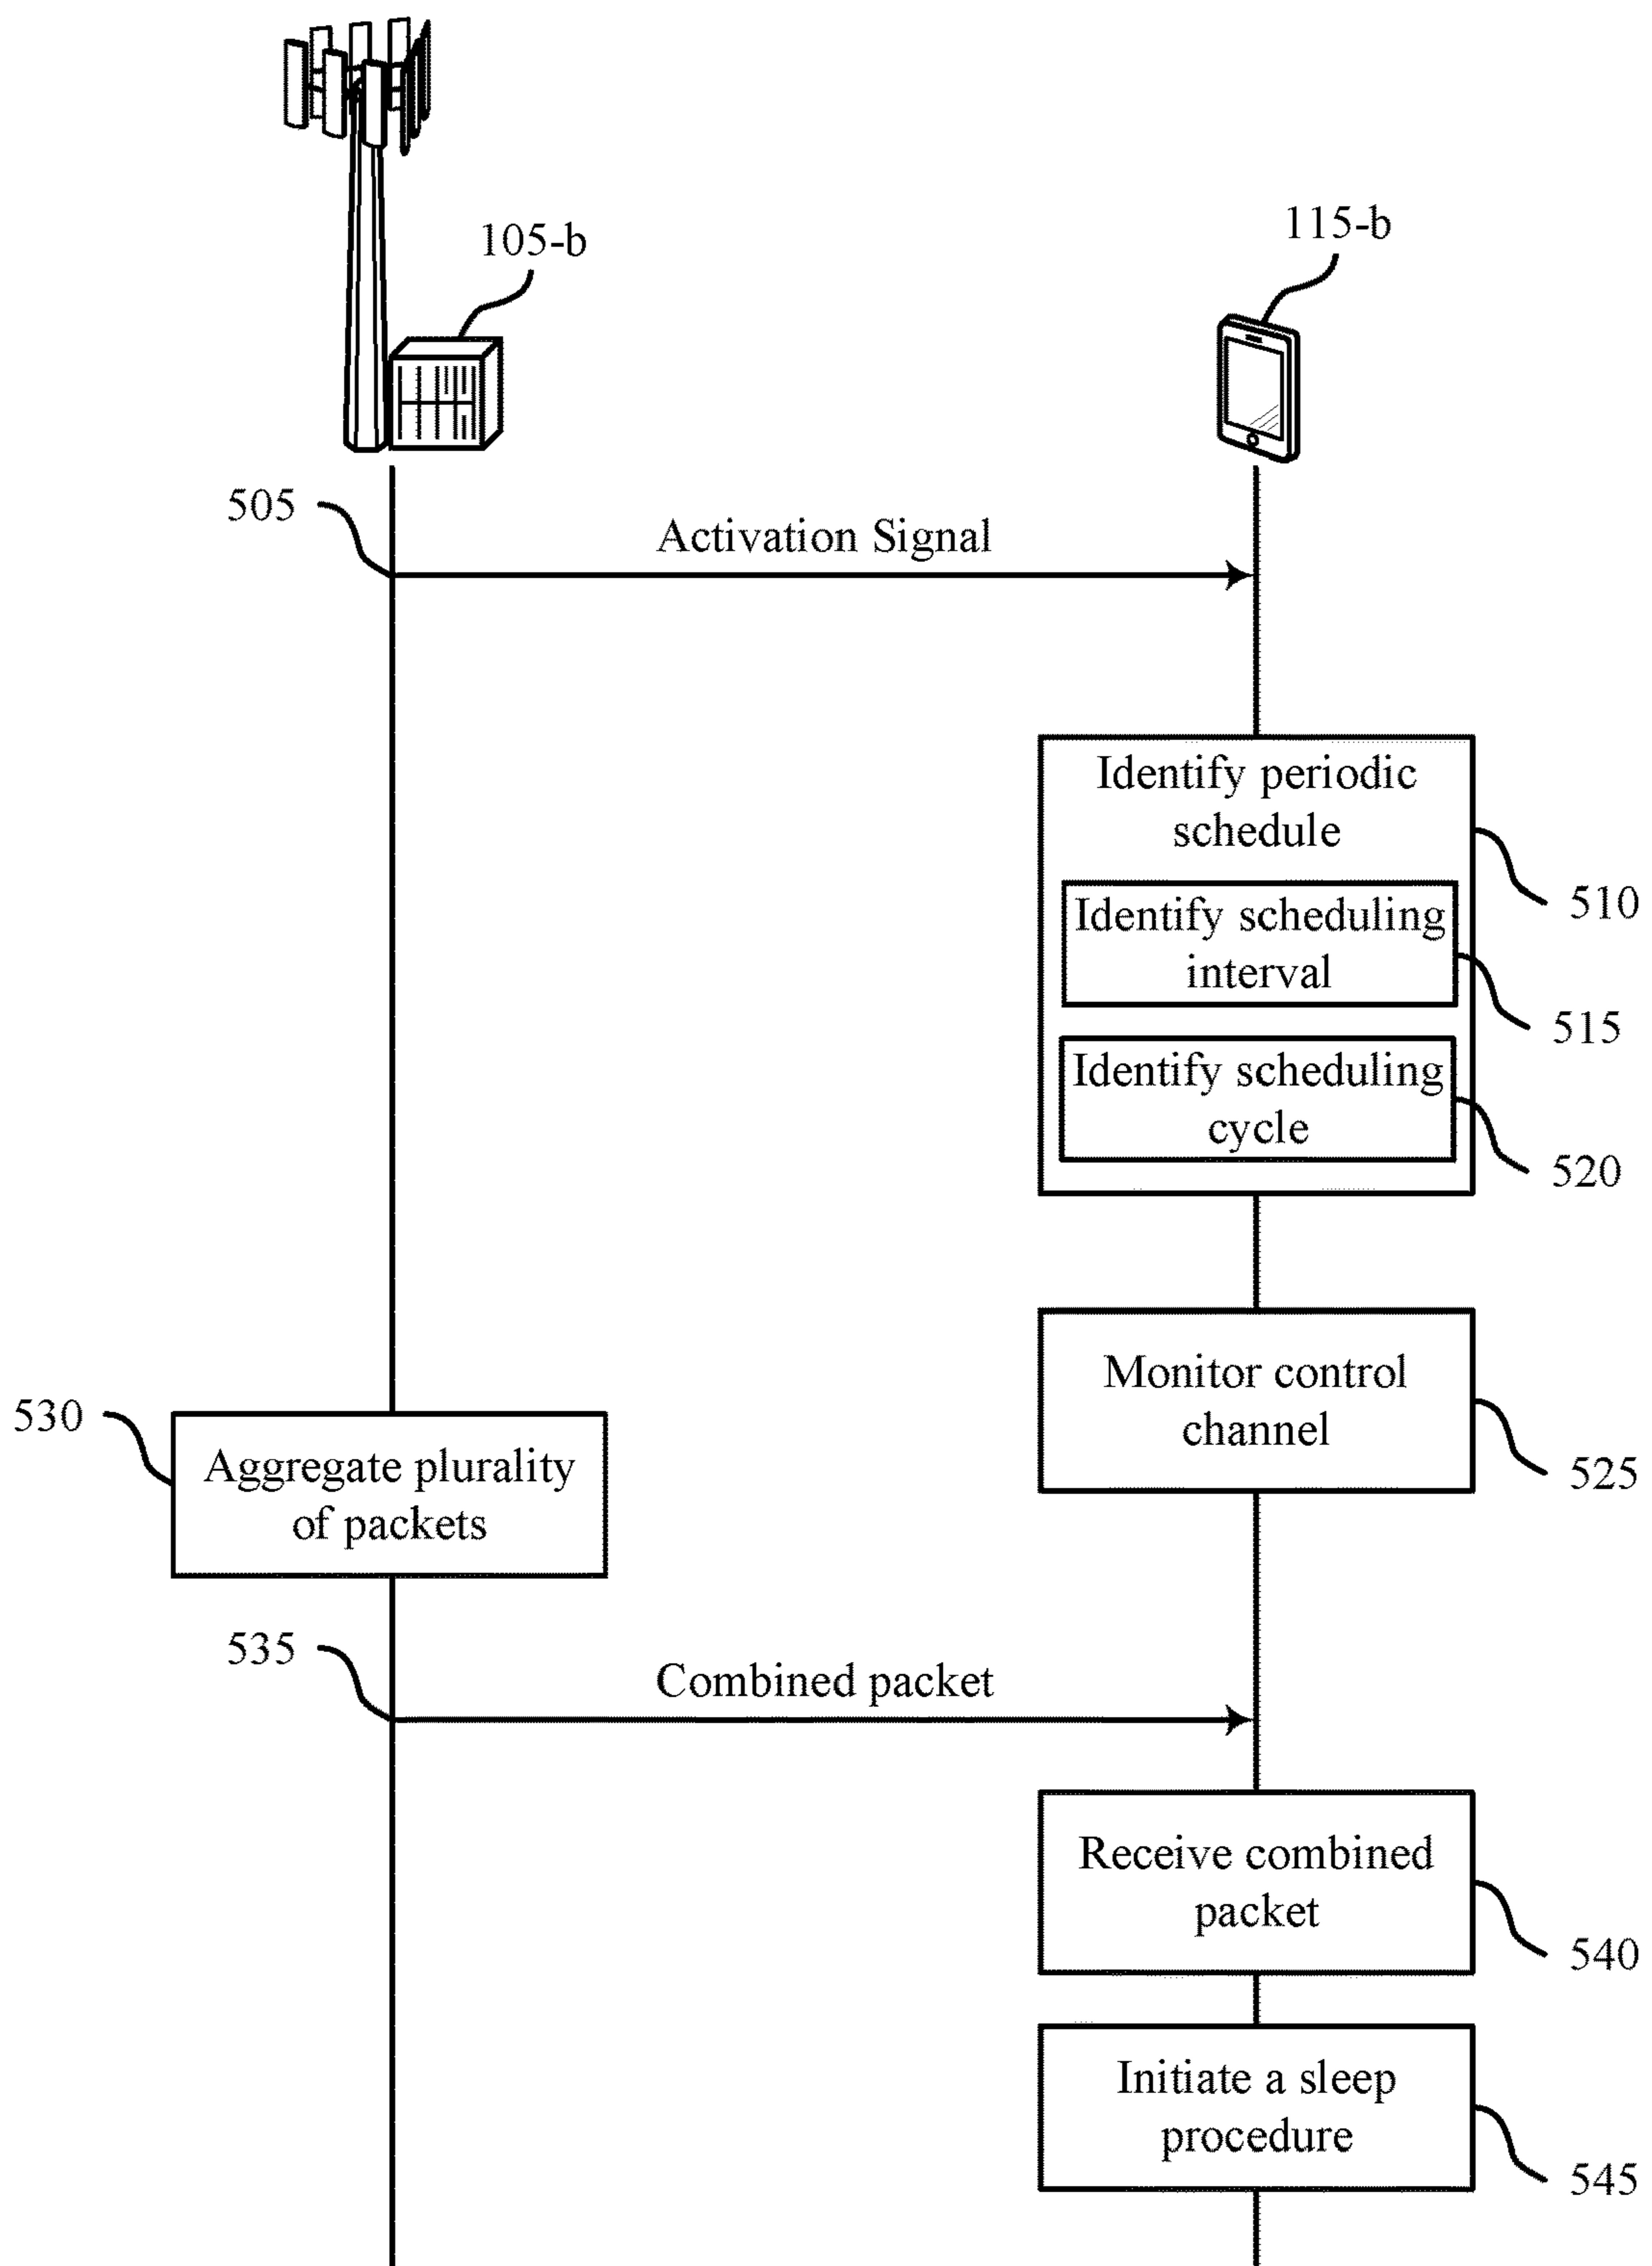 105-b
115-b
505
Activation Signal
Identify periodic
schedule
510
Identify scheduling
interval
515
Identify scheduling
cycle
520
Monitor control
channel
525
530
Aggregate plurality
of packets
535
Combined packet
Receive combined
packet
540
Initiate a sleep
procedure
545